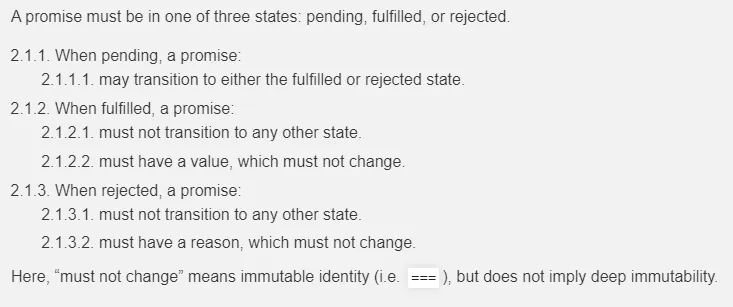 A promise must be in one of three states: pending, fulfilled, or rejected.
2.1.1. When pending, a promise:
2.1.1.1. may transition to either the fulfilled or rejected state.
2.1.2. When fulfilled, a promise:
2.1.2.1. must not transition to any other state.
2.1.2.2. must have a value, which must not change.
2.1.3. When rejected, a promise:
2.1.3.1. must not transition to any other state.
2.1.3.2. must have a reason, which must not change.
Here, “must not change” means immutable identity (i.e. === ), but does not imply deep immutability.